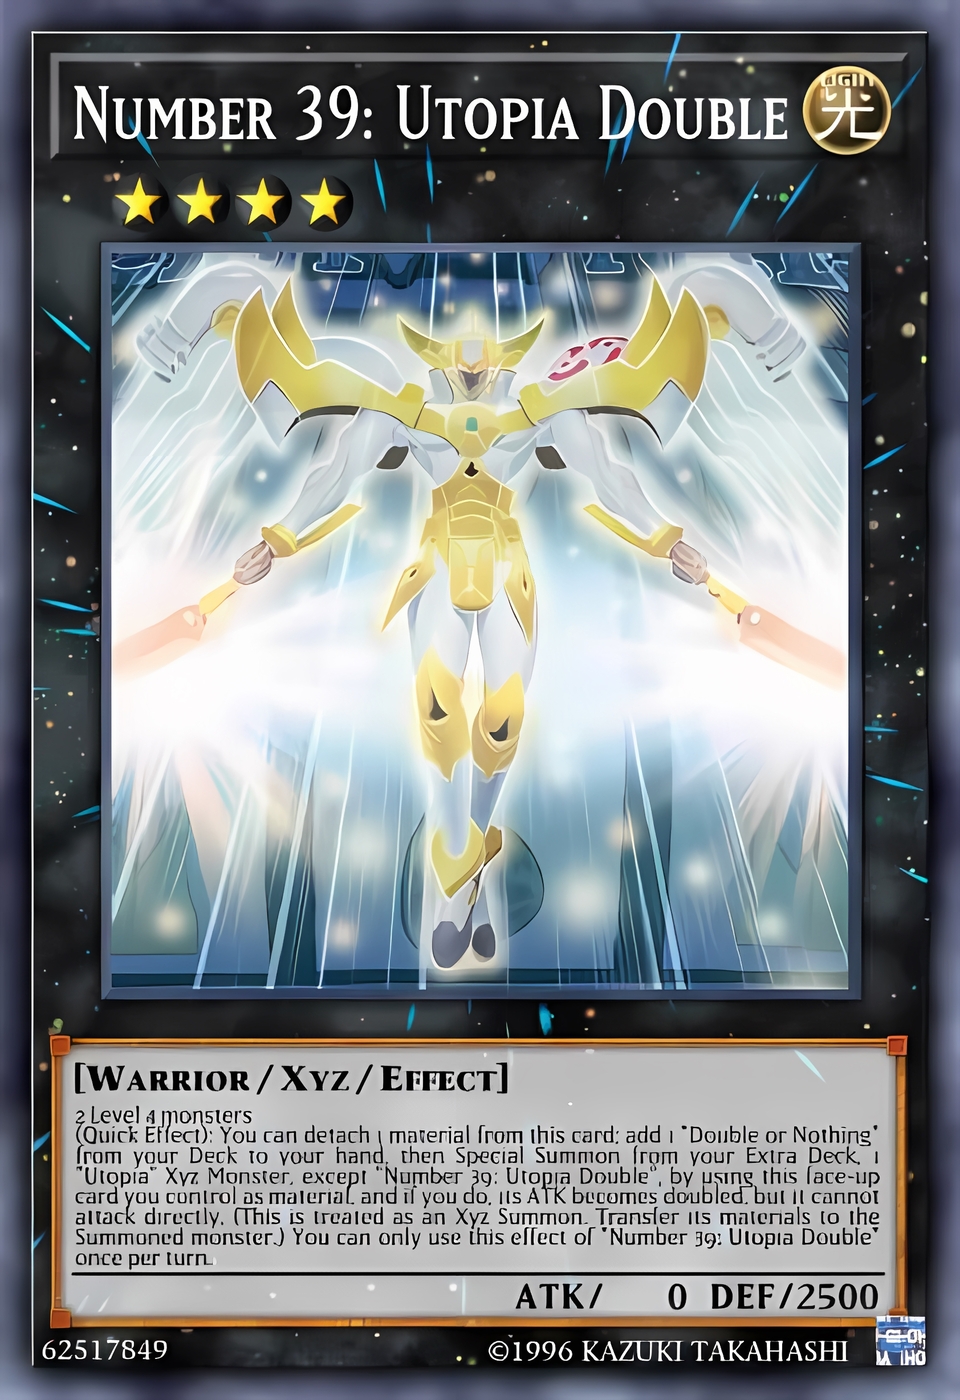 Number 39: Utopia Double
光
[Warrior / Xyz / Effect]
2 Level 4 monsters
(Quick Effect): You can detach 1 material from this card; add 1 "Double or Nothing"
from your Deck to your hand, then Special Summon from your Extra Deck, 1
"Utopia" Xyz Monster, except "Number 39: Utopia Double", by using this face-up
card you control as material, and if you do, its ATK becomes doubled, but it cannot
attack directly. (This is treated as an Xyz Summon. Transfer its materials to the
Summoned monster.) You can only use this effect of "Number 39: Utopia Double"
once per turn.
ATK/ 0 DEF/2500
62517849
©1996 KAZUKI TAKAHASHI